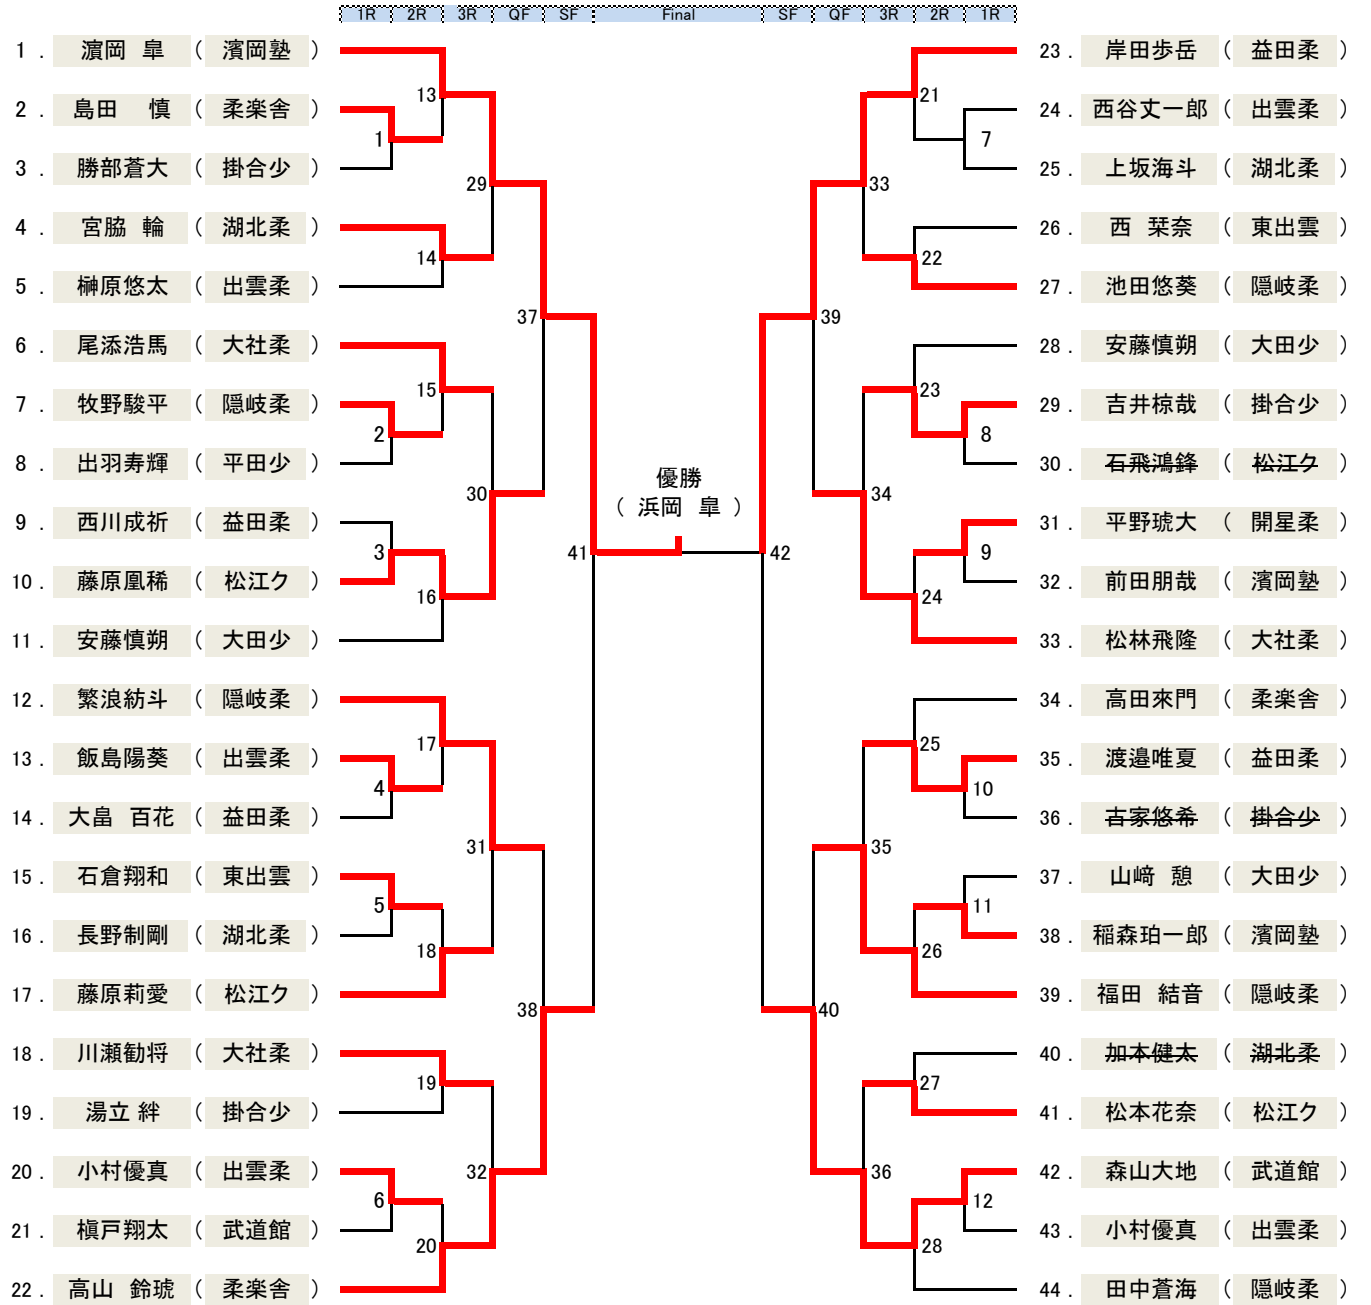 1R 2R 3R QF SF Final SF QF 3R 2R 1R
1 . 濵岡 皐 ( 濱岡塾 )
2 . 島田 慎 ( 柔楽舎 )
3 . 勝部蒼大 ( 掛合少 )
4 . 宮脇 輪 ( 湖北柔 )
5 . 榊原悠太 ( 出雲柔 )
6 . 尾添浩馬 ( 大社柔 )
7 . 牧野駿平 ( 隠岐柔 )
8 . 出羽寿輝 ( 平田少 )
9 . 西川成祈 ( 益田柔 )
10 . 藤原凰稀 ( 松江ク )
11 . 安藤慎朔 ( 大田少 )
12 . 繁浪紡斗 ( 隠岐柔 )
13 . 飯島陽葵 ( 出雲柔 )
14 . 大畠 百花 ( 益田柔 )
15 . 石倉翔和 ( 東出雲 )
16 . 長野制剛 ( 湖北柔 )
17 . 藤原莉愛 ( 松江ク )
18 . 川瀬勧将 ( 大社柔 )
19 . 湯立 絆 ( 掛合少 )
20 . 小村優真 ( 出雲柔 )
21 . 槇戸翔太 ( 武道館 )
22 . 高山 鈴琥 ( 柔楽舎 )
1
2
3
4
5
6
13
14
15
16
17
18
19
20
29
30
31
32
37
38
41
優勝
( 浜岡 皐 )
42
39
40
33
34
35
36
21
22
23
24
25
26
27
28
7
8
9
10
11
12
23 . 岸田歩岳 ( 益田柔 )
24 . 西谷丈一郎 ( 出雲柔 )
25 . 上坂海斗 ( 湖北柔 )
26 . 西 栞奈 ( 東出雲 )
27 . 池田悠葵 ( 隠岐柔 )
28 . 安藤慎朔 ( 大田少 )
29 . 吉井椋哉 ( 掛合少 )
30 . 石飛鴻鋒 ( 松江ク )
31 . 平野琥大 ( 開星柔 )
32 . 前田朋哉 ( 濱岡塾 )
33 . 松林飛隆 ( 大社柔 )
34 . 高田來門 ( 柔楽舎 )
35 . 渡邉唯夏 ( 益田柔 )
36 . 古家悠希 ( 掛合少 )
37 . 山﨑 憩 ( 大田少 )
38 . 稲森珀一郎 ( 濱岡塾 )
39 . 福田 結音 ( 隠岐柔 )
40 . 加本健太 ( 湖北柔 )
41 . 松本花奈 ( 松江ク )
42 . 森山大地 ( 武道館 )
43 . 小村優真 ( 出雲柔 )
44 . 田中蒼海 ( 隠岐柔 )